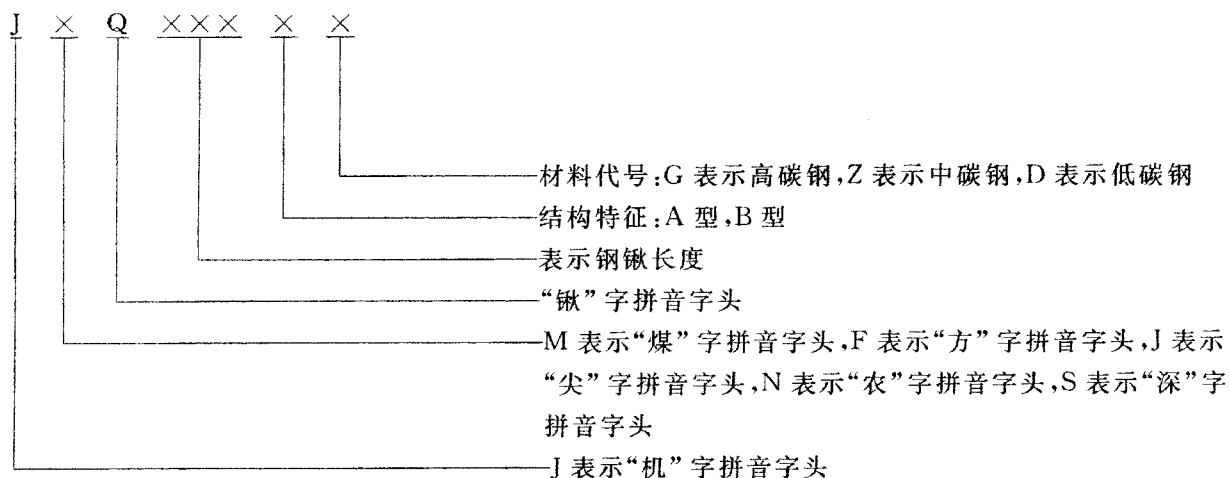 J × Q ××× × ×
材料代号:G 表示高碳钢,Z 表示中碳钢,D 表示低碳钢
结构特征:A 型,B 型
表示钢锹长度
“锹”字拼音字头
M 表示“煤”字拼音字头,F 表示“方”字拼音字头,J 表示
“尖”字拼音字头,N 表示“农”字拼音字头,S 表示“深”字
拼音字头
J 表示“机”字拼音字头